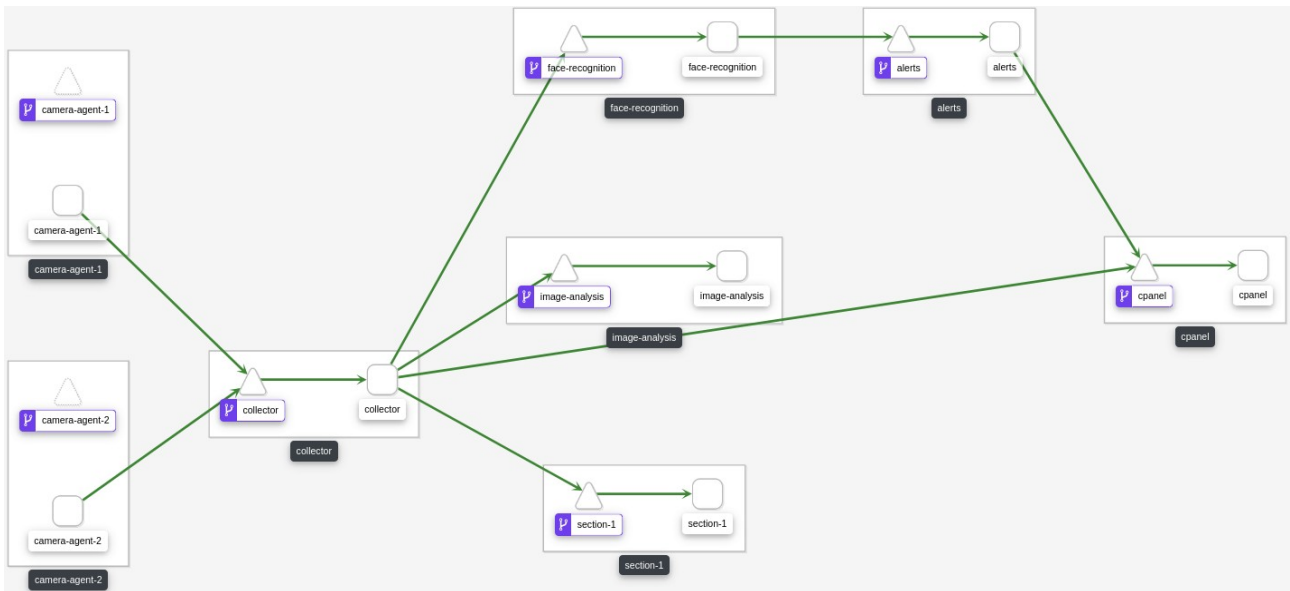 camera-agent-1
camera-agent-1
camera-agent-1
camera-agent-2
camera-agent-2
camera-agent-2
collector
collector
collector
face-recognition
face-recognition
face-recognition
image-analysis
image-analysis
image-analysis
section-1
section-1
section-1
alerts
alerts
alerts
cpanel
cpanel
cpanel